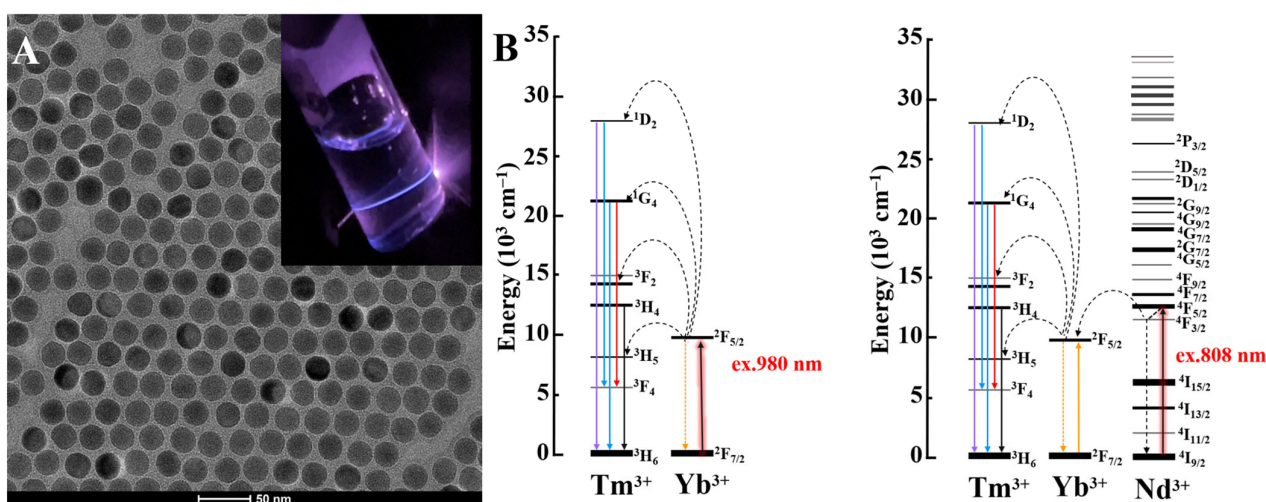 A
50 nm
B
Energy (10³ cm⁻¹)
35
30
25
20
15
10
5
0
¹D₂
¹G₄
³F₂
³H₄
³H₅
³F₄
³H₆
²F₅/₂
ex.980 nm
²F₇/₂
Tm³⁺ Yb³⁺
Energy (10³ cm⁻¹)
35
30
25
20
15
10
5
0
¹D₂
¹G₄
³F₂
³H₄
³H₅
³F₄
³H₆
²F₅/₂
²F₇/₂
²P₃/₂
²D₅/₂
²D₁/₂
²G₉/₂
⁴G₉/₂
⁴G₇/₂
²G₇/₂
⁴G₅/₂
⁴F₉/₂
⁴F₇/₂
⁴F₅/₂
⁴F₃/₂
ex.808 nm
⁴I₁₅/₂
⁴I₁₃/₂
⁴I₁₁/₂
⁴I₉/₂
Tm³⁺ Yb³⁺ Nd³⁺